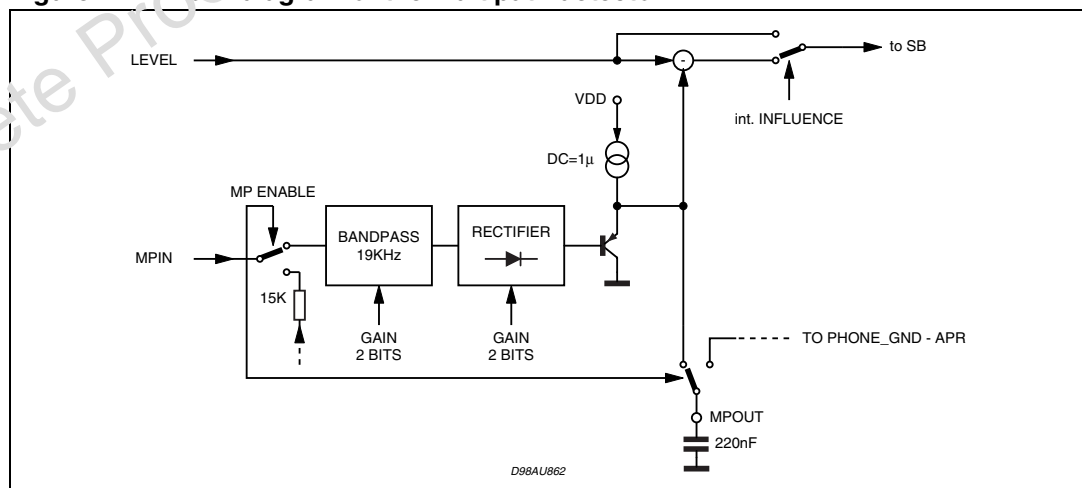 LEVEL
to SB
VDD
int. INFLUENCE
DC=1µ
MP ENABLE
BANDPASS
19KHz
RECTIFIER
MPIN
15K
GAIN
2 BITS
GAIN
2 BITS
TO PHONE_GND - APR
MPOUT
220nF
D98AU862